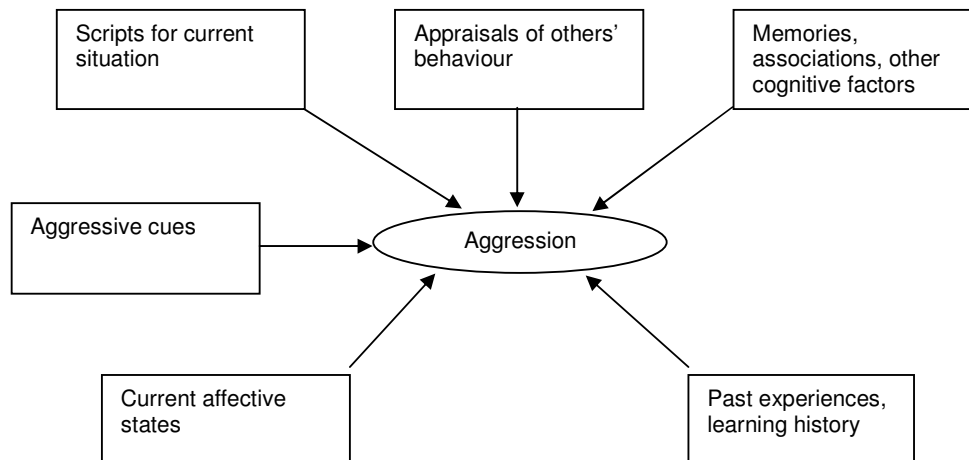 Scripts for current
situation
Appraisals of others’
behaviour
Memories,
associations, other
cognitive factors
Aggressive cues
Aggression
Current affective
states
Past experiences,
learning history